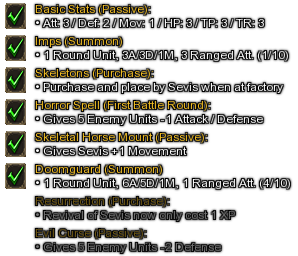 Basic Stats (Passive):
• Att: 3 / Def: 2 / Mov: 1 / HP: 3 / TP: 3 / TR: 3
Imps (Summon)
• 1 Round Unit, 3A/3D/1M, 3 Ranged Att. (1/10)
Skeletons (Purchase):
• Purchase and place by Sevis when at factory
Horror Spell (First Battle Round):
• Gives 5 Enemy Units -1 Attack / Defense
Skeletal Horse Mount (Passive):
• Gives Sevis +1 Movement
Doomguard (Summon)
• 1 Round Unit, 6A/5D/1M, 1 Ranged Att. (4/10)
Resurrection (Purchase):
• Revival of Sevis now only cost 1 XP
Evil Curse (Passive):
• Gives 5 Enemy Units -2 Defense